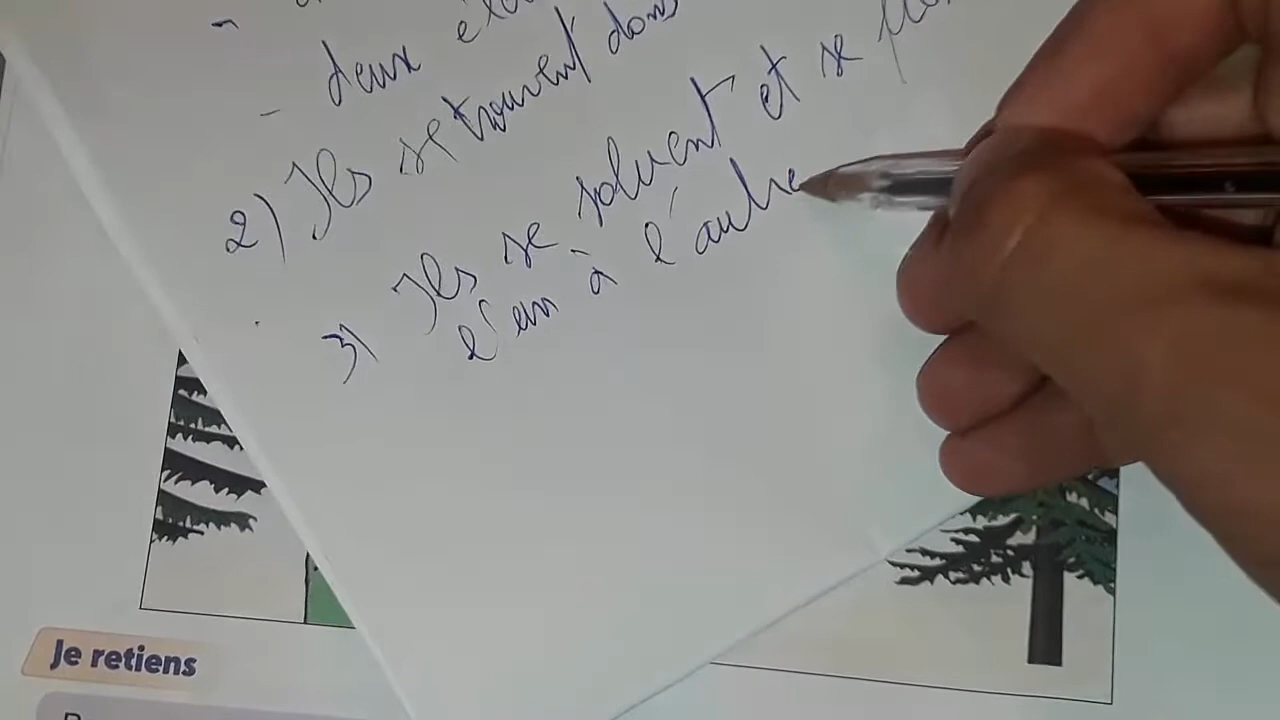 - deux
2) Ils se trouvent dans
3) Ils se saluent et se
l'un à l'autre
Je retiens